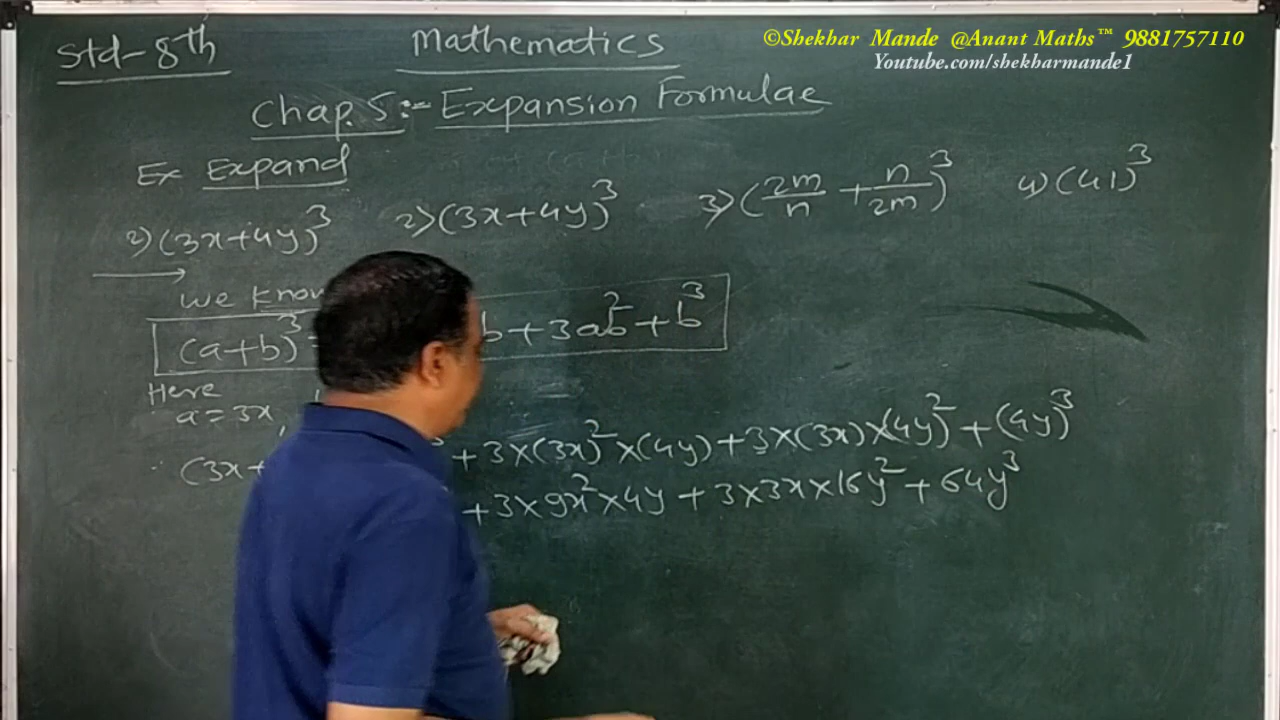 Std-8th Mathematics ©Shekhar Mande @Anant Maths™ 9881757110
Youtube.com/shekharmande1
Chap. 5:- Expansion Formulae
Ex Expand
2) (3x+4y)³ 2) (3x+4y)³ 3) (2m/n + n/2m)³ 4) (41)³
We know
(a+b)³ = b + 3ab² + b³
Here
a = 3x,
∴ (3x+ + 3×(3x)²×(4y) + 3×(3x)×(4y)² + (4y)³
+ 3×9x²×4y + 3×3x×16y² + 64y³